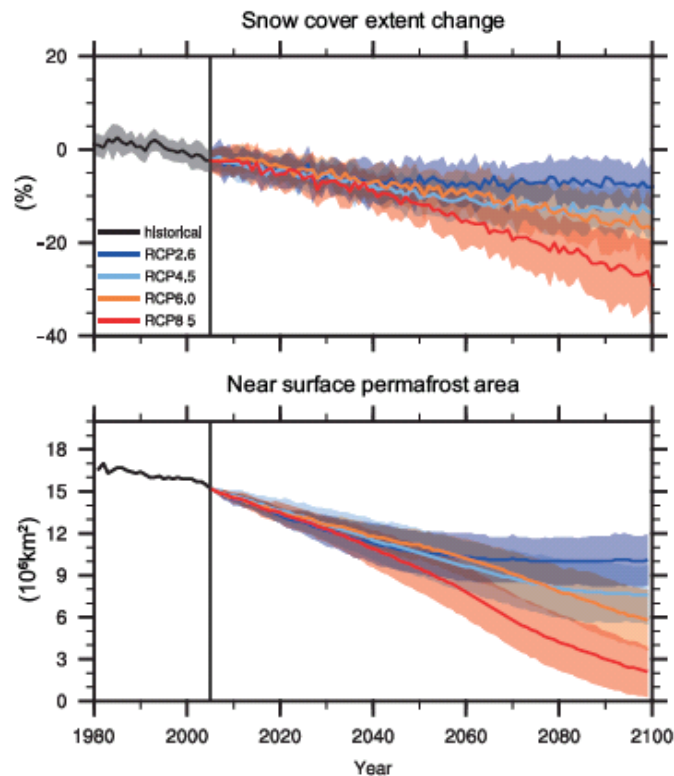 Snow cover extent change
20
0
-20
-40
(%)
historical
RCP2.6
RCP4.5
RCP6.0
RCP8 5
Near surface permafrost area
18
15
12
9
6
3
0
(10⁶km²)
1980 2000 2020 2040 2060 2080 2100
Year